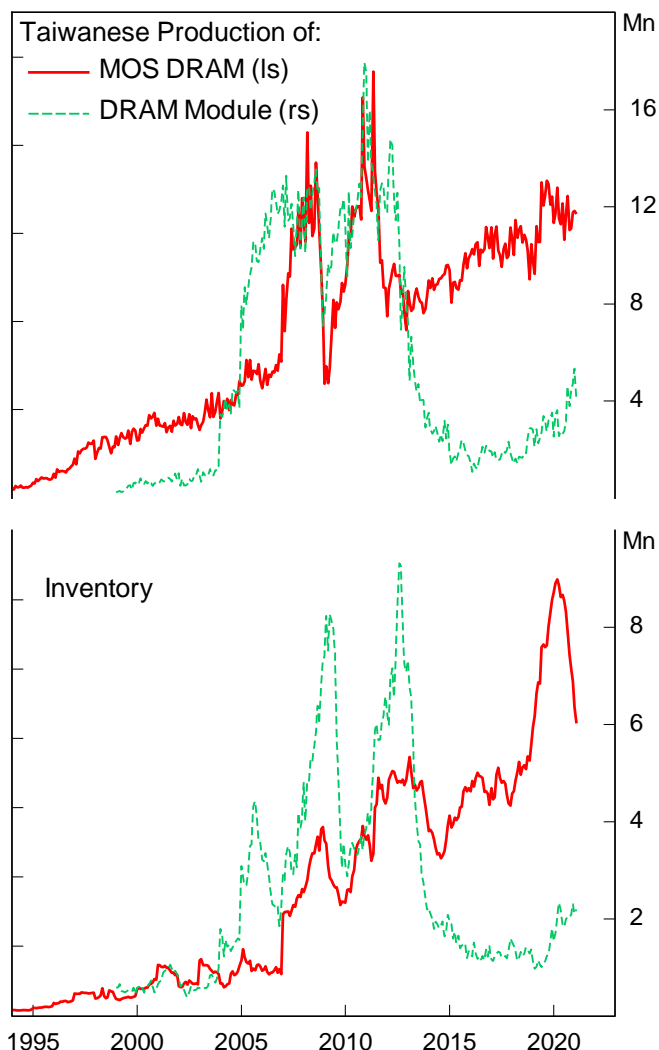 Taiwanese Production of:
Mn
MOS DRAM (ls)
DRAM Module (rs)
16
12
8
4
Mn
Inventory
8
6
4
2
1995 2000 2005 2010 2015 2020